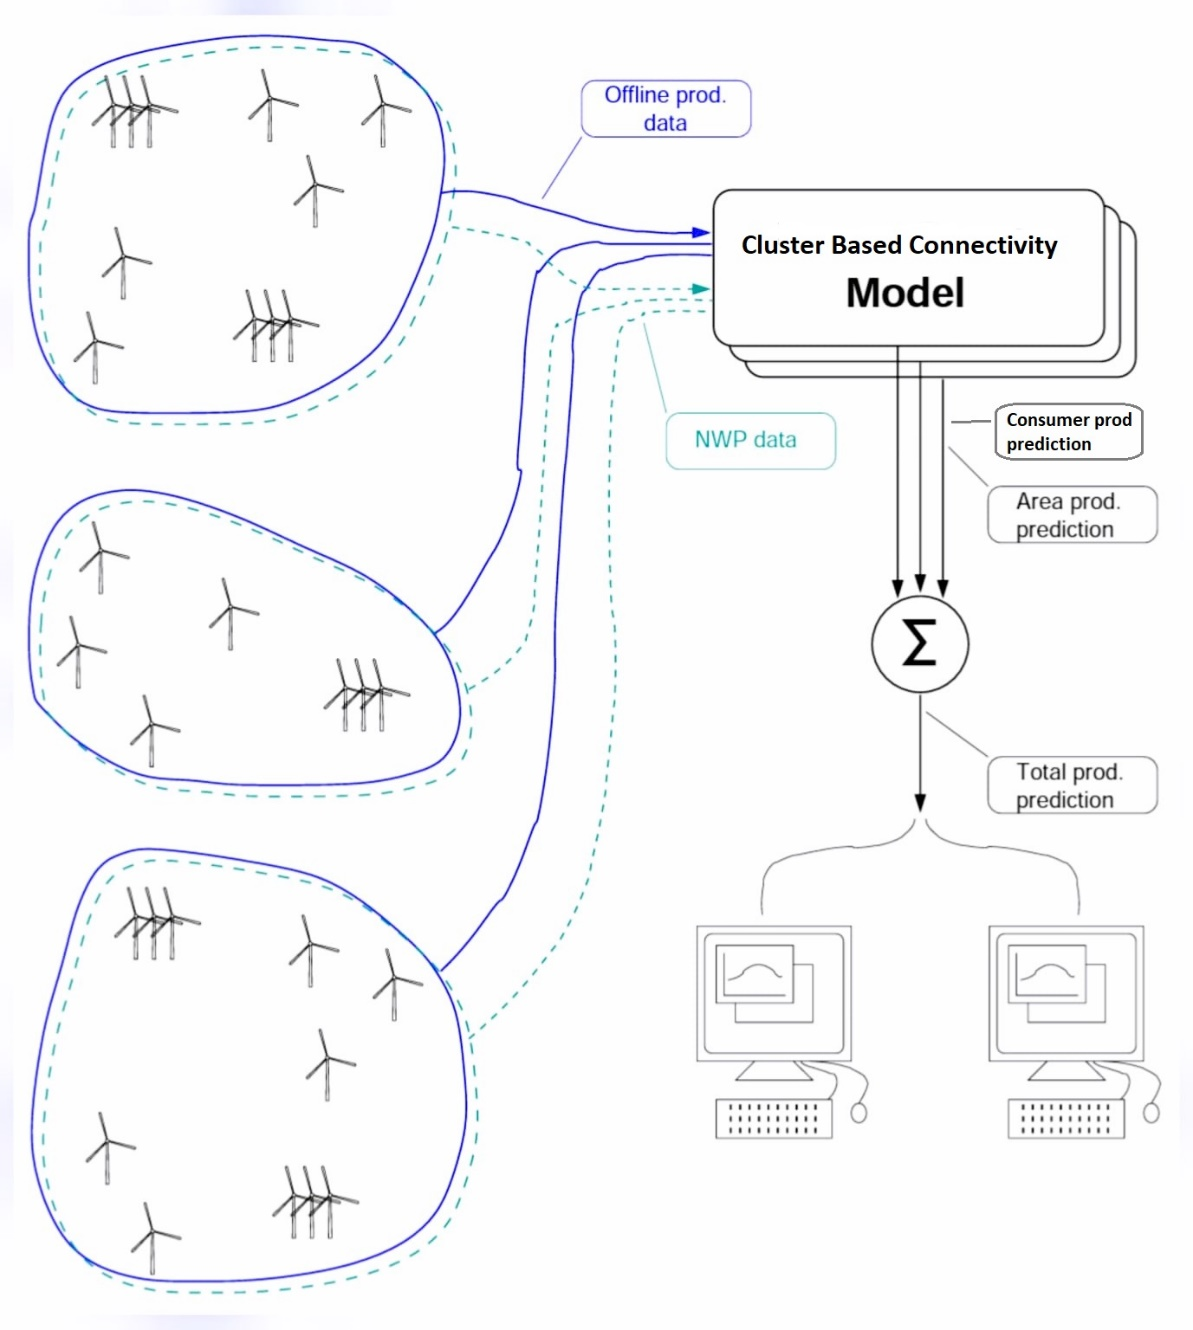 Offline prod.
data
Cluster Based Connectivity
Model
Consumer prod
prediction
NWP data
Area prod.
prediction
Σ
Total prod.
prediction